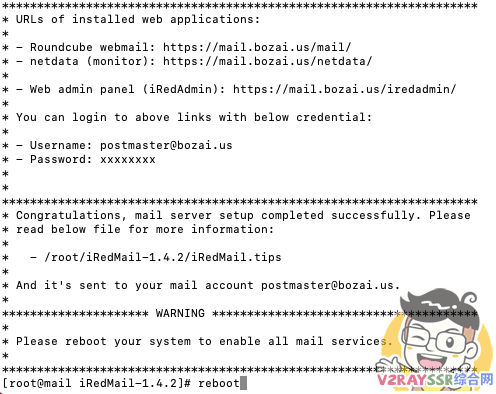 ********************************************************************
* URLs of installed web applications:
*
* - Roundcube webmail: https://mail.bozai.us/mail/
* - netdata (monitor): https://mail.bozai.us/netdata/
*
* - Web admin panel (iRedAdmin): https://mail.bozai.us/iredadmin/
*
* You can login to above links with below credential:
*
* - Username: postmaster@bozai.us
* - Password: xxxxxxxx
*
*
********************************************************************
* Congratulations, mail server setup completed successfully. Please
* read below file for more information:
*
*   - /root/iRedMail-1.4.2/iRedMail.tips
*
* And it's sent to your mail account postmaster@bozai.us.
*
********************* WARNING **************************************
*
* Please reboot your system to enable all mail services.
*
********************************************************************
[root@mail iRedMail-1.4.2]# reboot
V2RAYSSR综合网